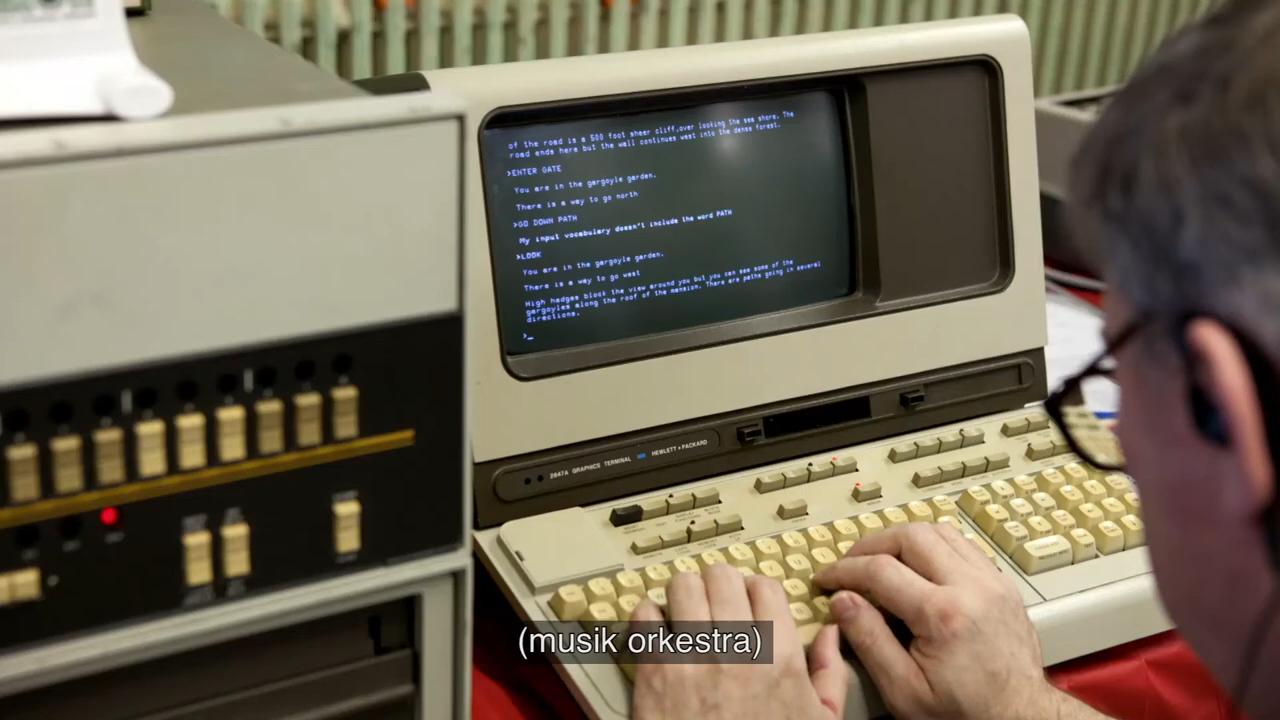 of the road is a 500 foot sheer cliff,over looking the sea shore. The
road ends here but the wall continues west into the dense forest.
>ENTER GATE
You are in the gargoyle garden.
There is a way to go north
>GO DOWN PATH
My input vocabulary doesn't include the word PATH
>LOOK
You are in the gargoyle garden.
There is a way to go west
High hedges block the view around you but you can see some of the
gargoyles along the roof of the mansion. There are paths going in several
directions.
>_
2647A GRAPHICS TERMINAL HEWLETT • PACKARD
(musik orkestra)